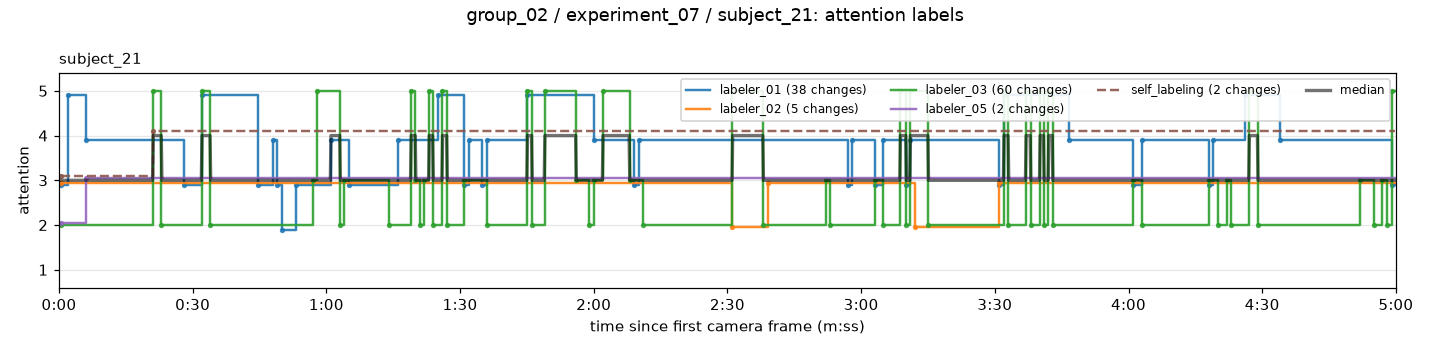 group_02 / experiment_07 / subject_21: attention labels
subject_21
labeler_01 (38 changes)
labeler_02 (5 changes)
labeler_03 (60 changes)
labeler_05 (2 changes)
self_labeling (2 changes)
median
attention
5
4
3
2
1
0:00 0:30 1:00 1:30 2:00 2:30 3:00 3:30 4:00 4:30 5:00
time since first camera frame (m:ss)